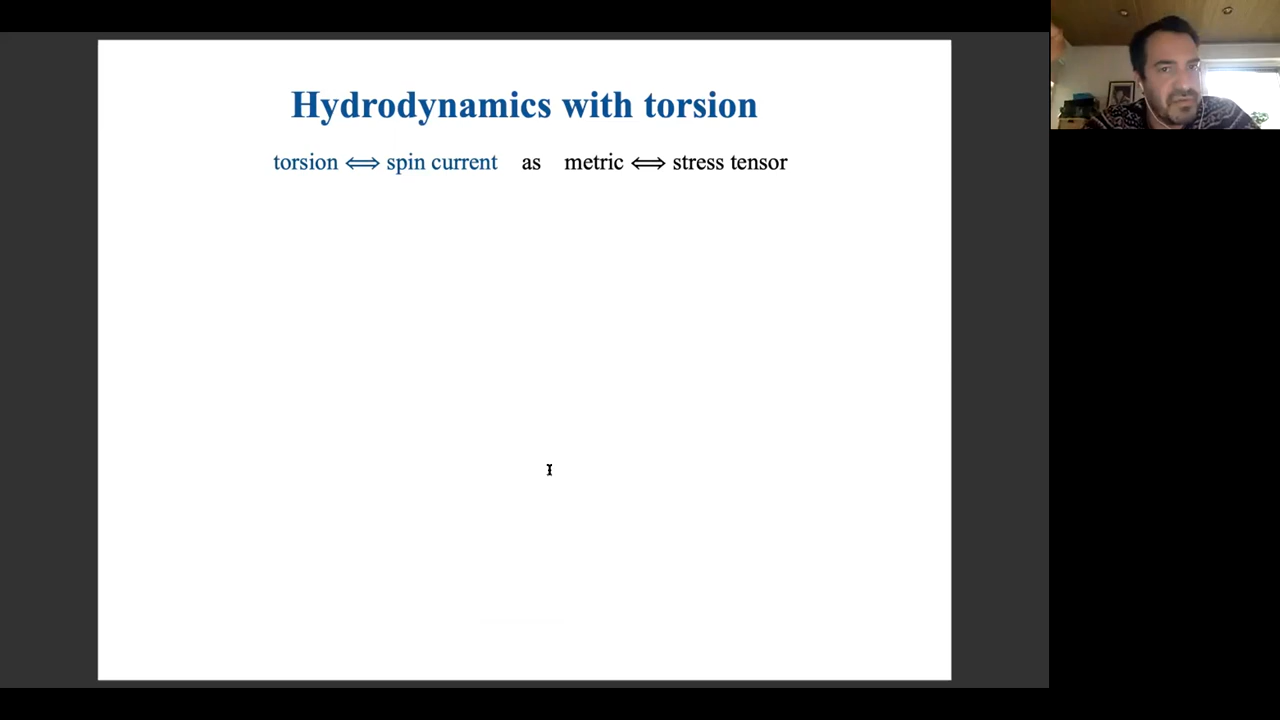 Hydrodynamics with torsion
torsion ⟺ spin current as metric ⟺ stress tensor